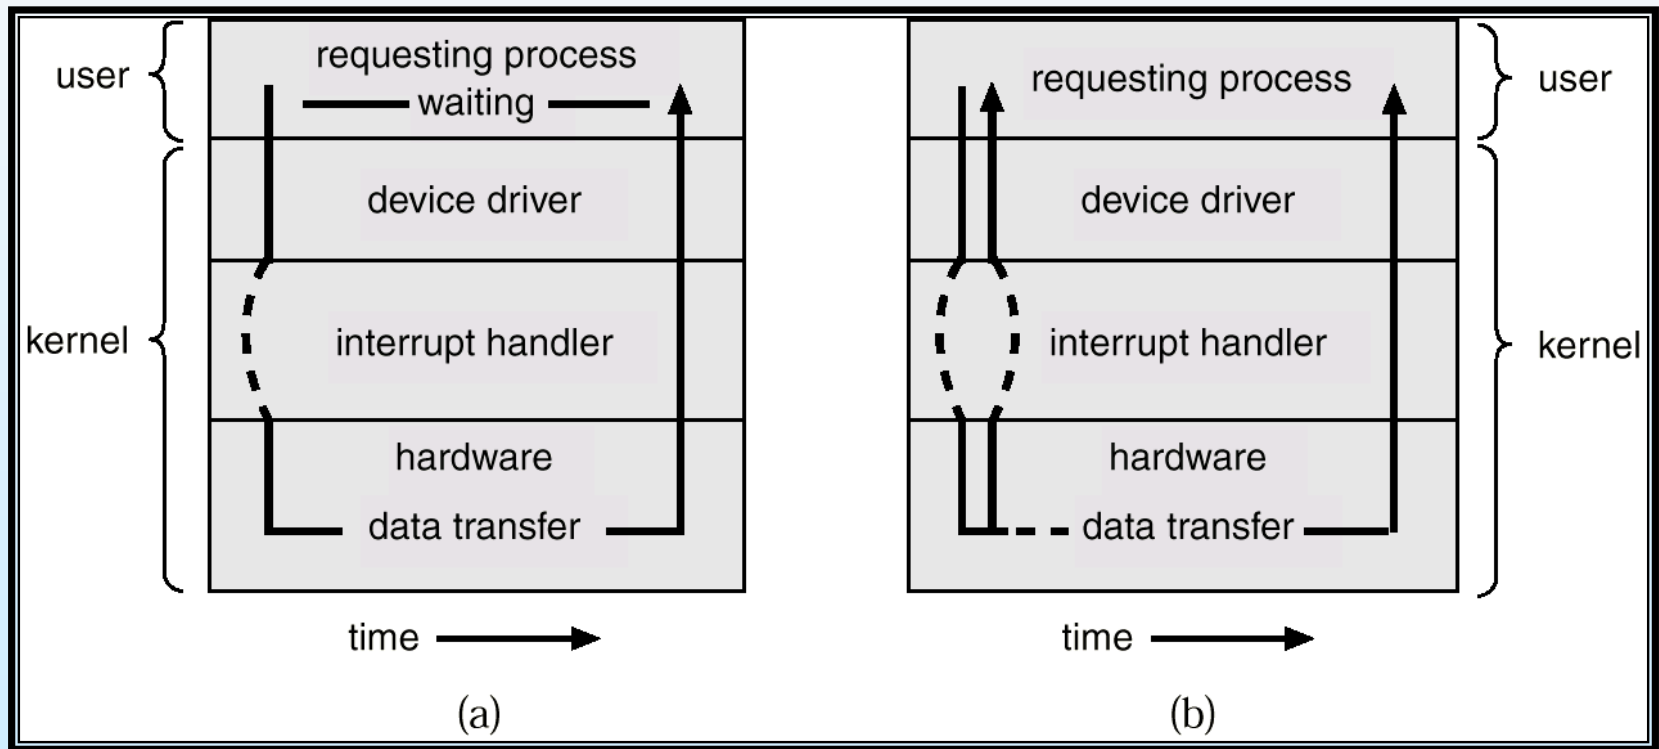 user
kernel
requesting process
waiting
device driver
interrupt handler
hardware
data transfer
time
(a)
requesting process
device driver
interrupt handler
hardware
data transfer
time
(b)
user
kernel